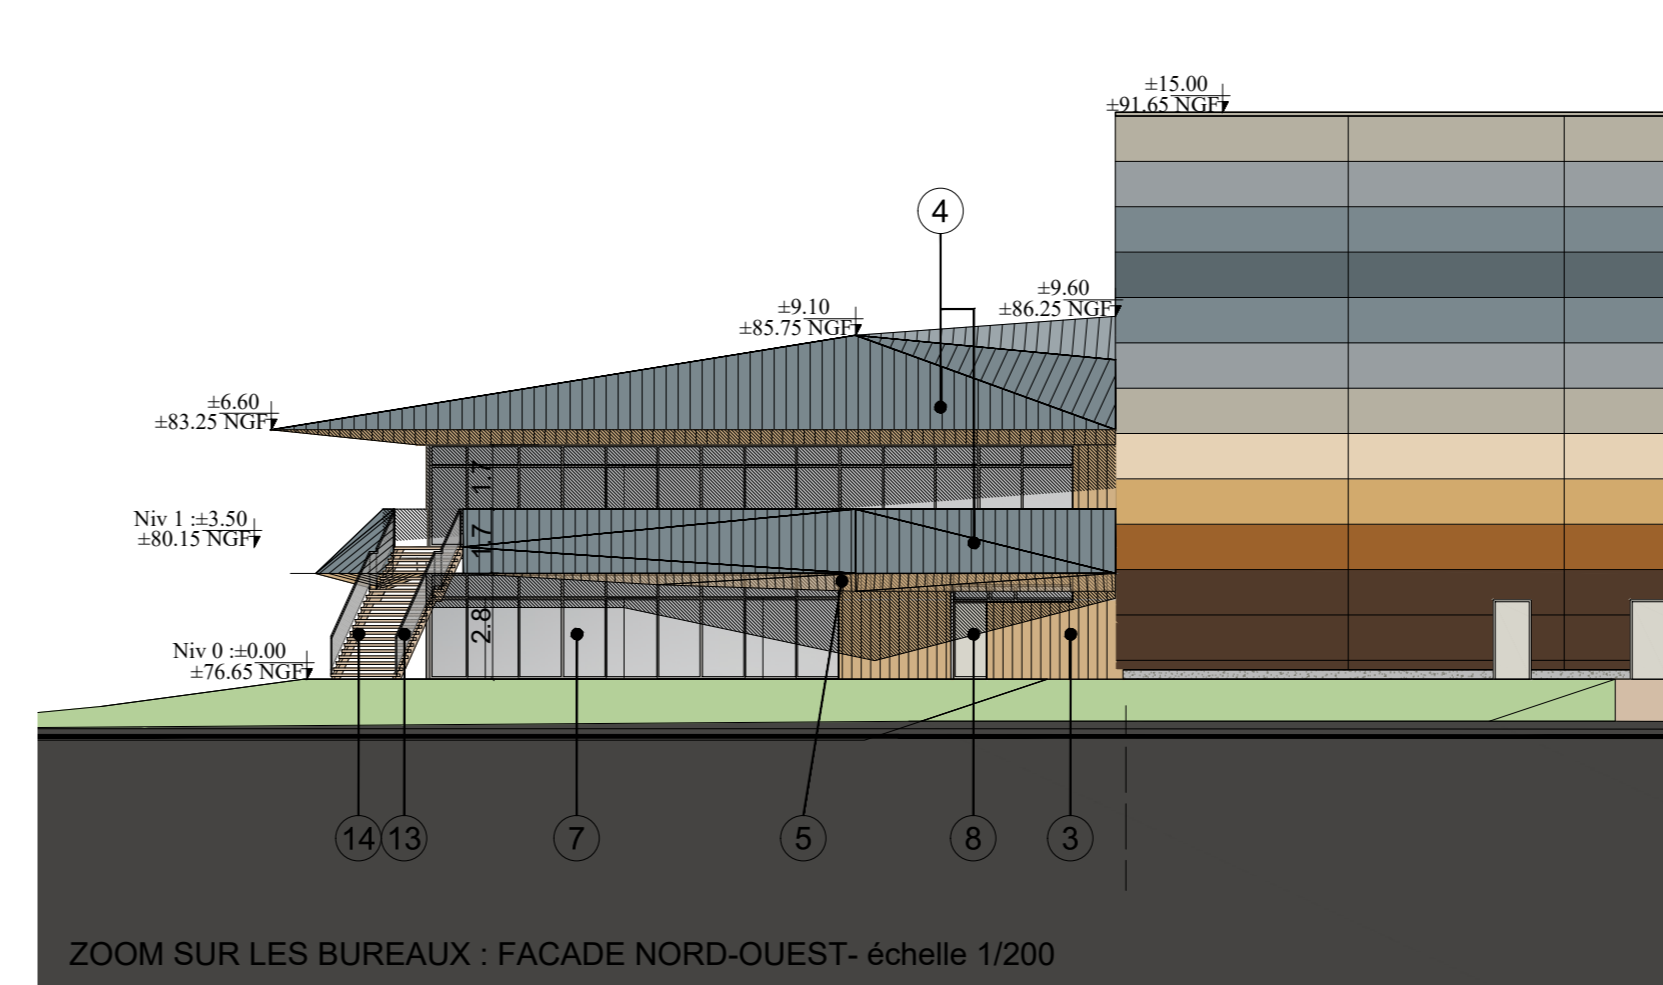 ±15.00
±91.65 NGF
4
±9.60
±86.25 NGF
±9.10
±85.75 NGF
±6.60
±83.25 NGF
1.7
Niv 1 :±3.50
±80.15 NGF
1.7
2.8
Niv 0 :±0.00
±76.65 NGF
14
13
7
5
8
3
ZOOM SUR LES BUREAUX : FACADE NORD-OUEST- échelle 1/200